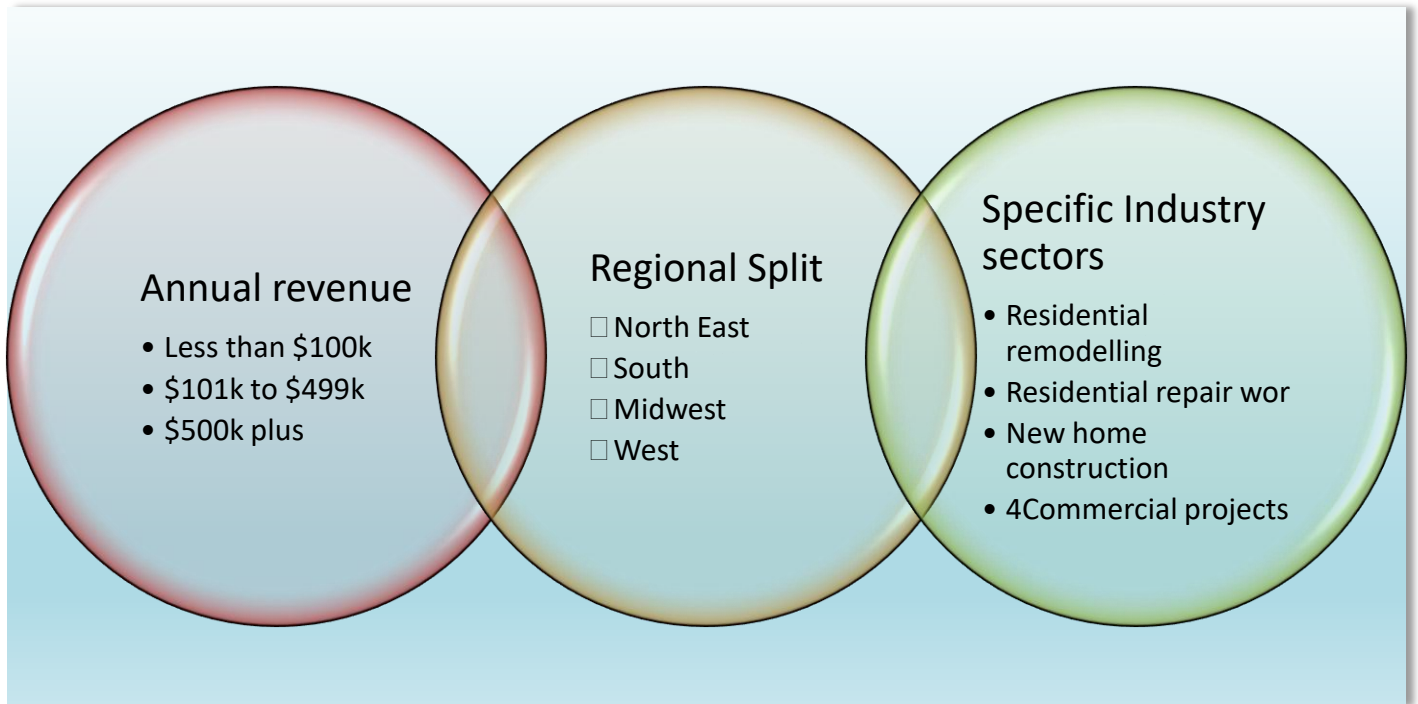 Annual revenue
• Less than $100k
• $101k to $499k
• $500k plus
Regional Split
□ North East
□ South
□ Midwest
□ West
Specific Industry
sectors
• Residential
remodelling
• Residential repair wor
• New home
construction
• 4Commercial projects